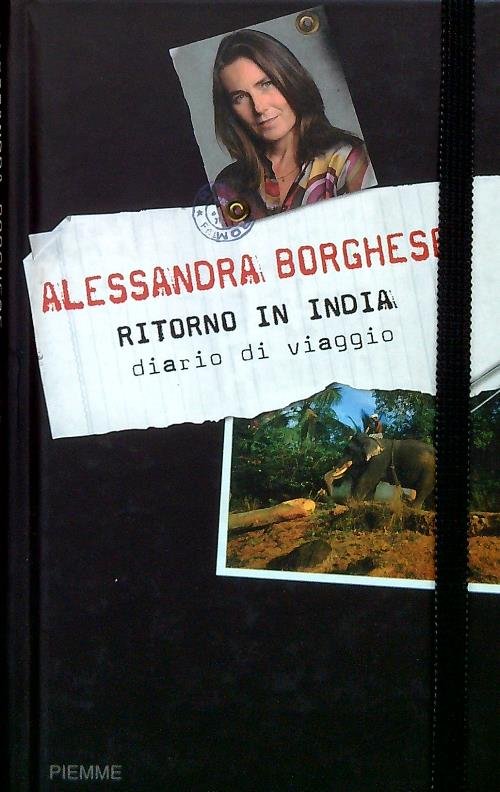 ALESSANDRA BORGHESE
RITORNO IN INDIA
diario di viaggio
PIEMME